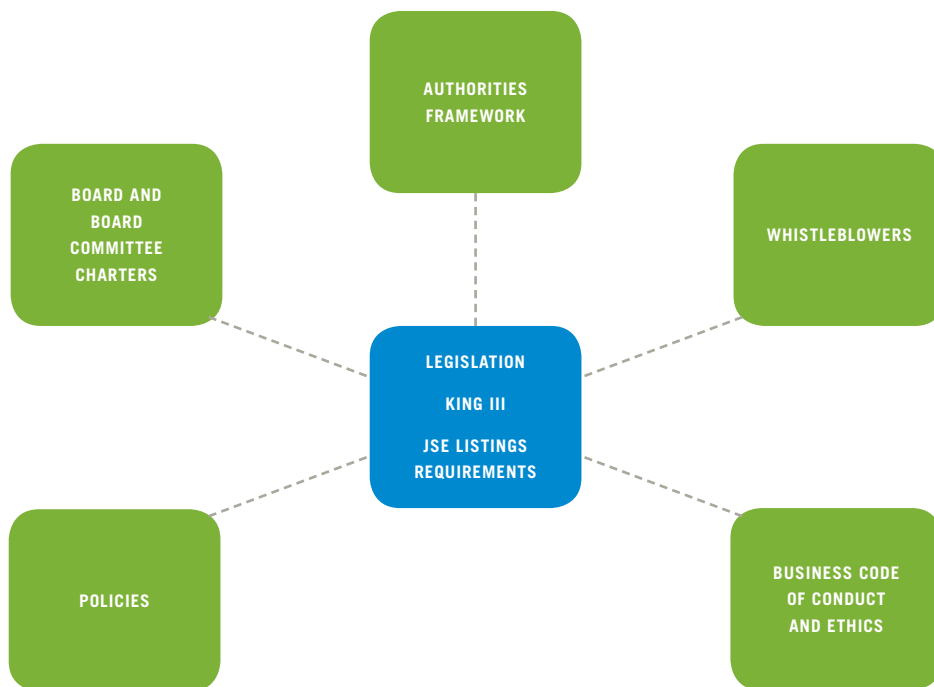 AUTHORITIES
FRAMEWORK
BOARD AND
BOARD
COMMITTEE
CHARTERS
WHISTLEBLOWERS
LEGISLATION
KING III
JSE LISTINGS
REQUIREMENTS
POLICIES
BUSINESS CODE
OF CONDUCT
AND ETHICS